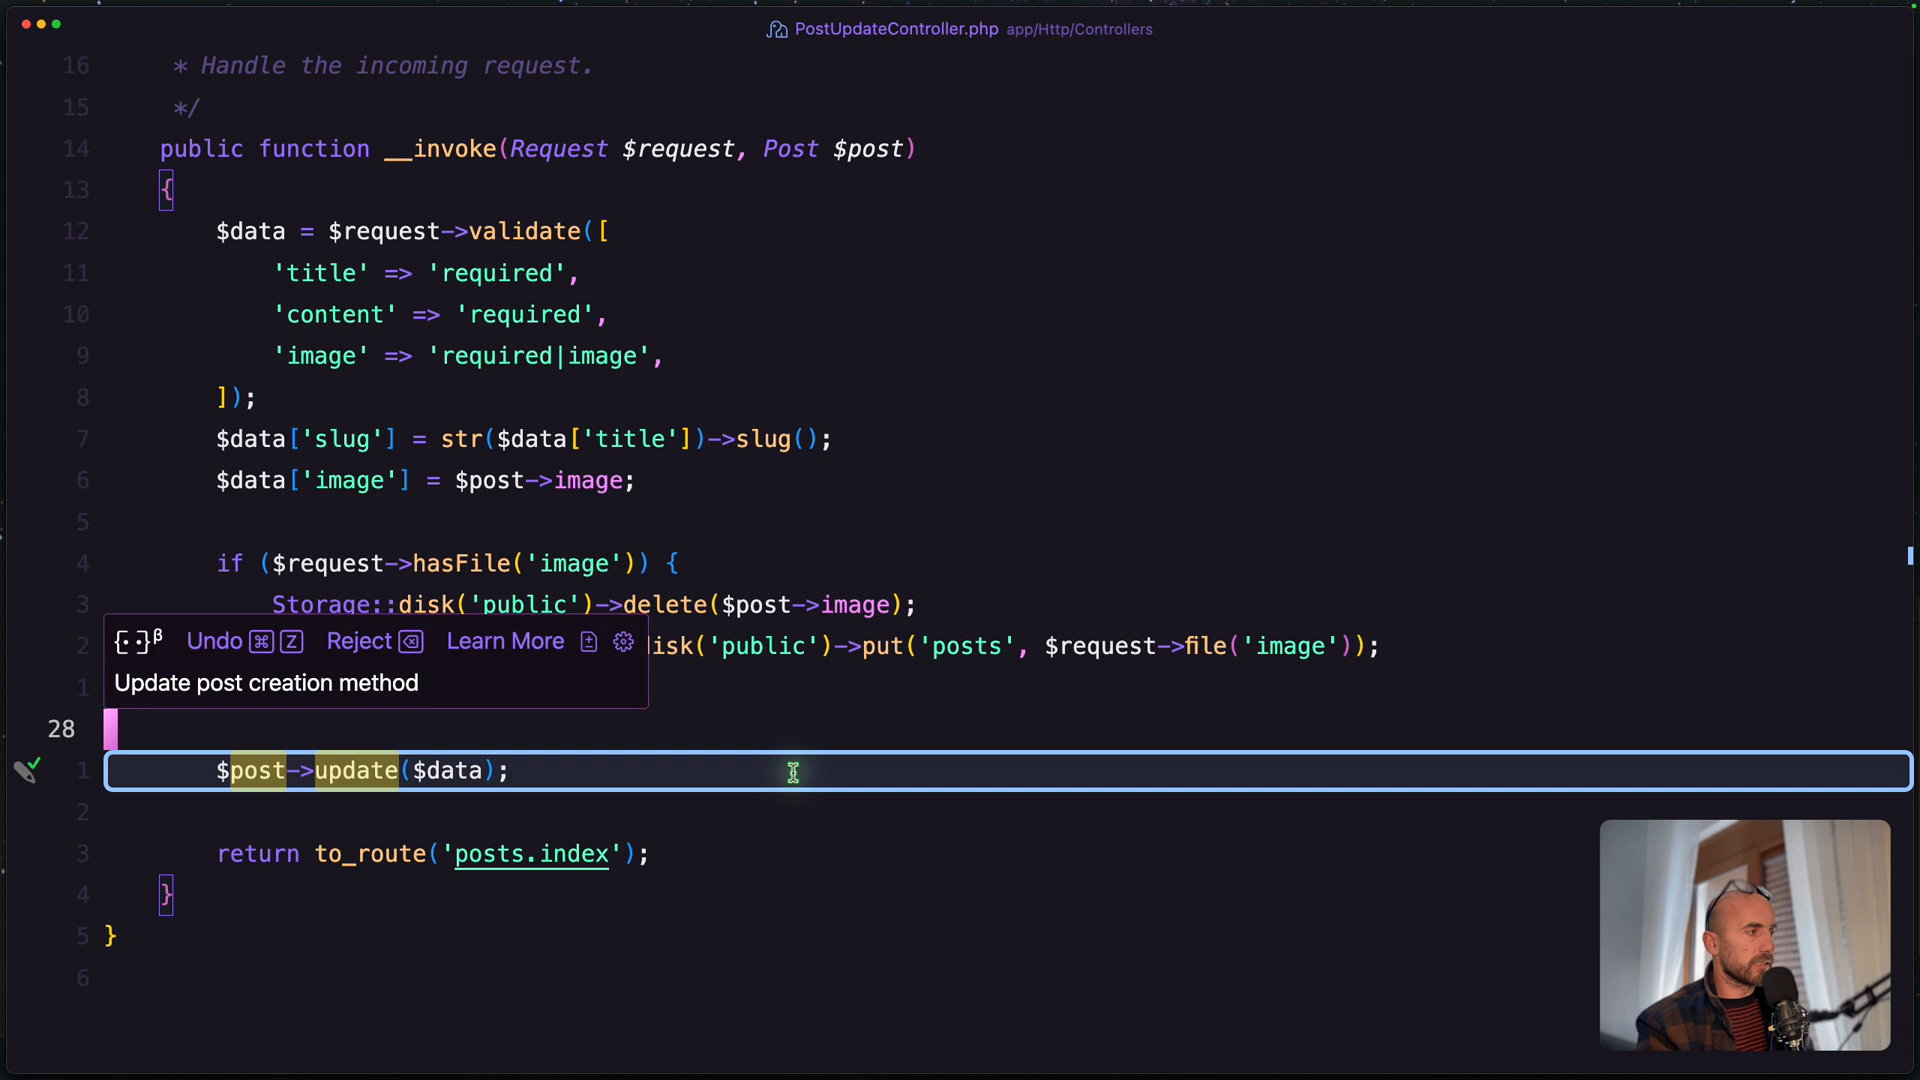 PostUpdateController.php app/Http/Controllers
16 * Handle the incoming request.
15 */
14 public function __invoke(Request $request, Post $post)
13 {
12 $data = $request->validate([
11 'title' => 'required',
10 'content' => 'required',
9 'image' => 'required|image',
8 ]);
7 $data['slug'] = str($data['title'])->slug();
6 $data['image'] = $post->image;
5
4 if ($request->hasFile('image')) {
3 Storage::disk('public')->delete($post->image);
2 isk('public')->put('posts', $request->file('image'));
{··}β Undo ⌘ Z Reject ⌫ Learn More
Update post creation method
1
28
1 $post->update($data);
2
3 return to_route('posts.index');
4 }
5 }
6